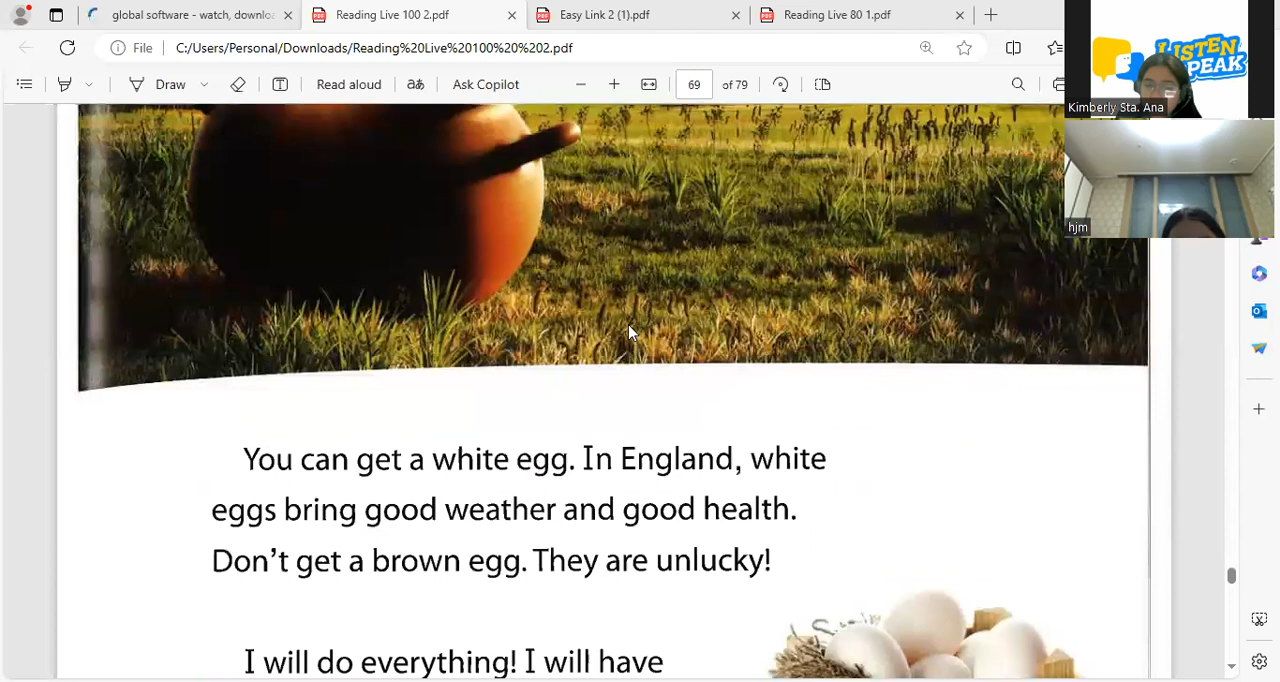 global software - watch, downlo
Reading Live 100 2.pdf
Easy Link 2 (1).pdf
Reading Live 80 1.pdf
File
C:/Users/Personal/Downloads/Reading%20Live%20100%20%202.pdf
Draw
Read aloud
aあ
Ask Copilot
69 of 79
LISTEN
SPEAK
Kimberly Sta. Ana
hjm
You can get a white egg. In England, white
eggs bring good weather and good health.
Don't get a brown egg. They are unlucky!
I will do everything! I will have